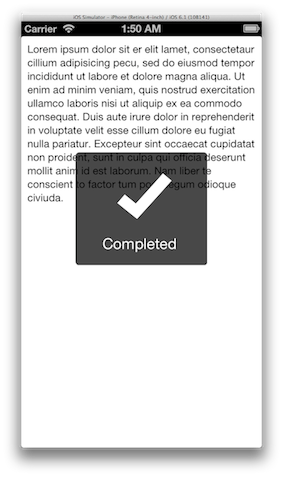 iOS Simulator - iPhone (Retina 4-inch) / iOS 6.1 (10B141)
Carrier 1:50 AM
Lorem ipsum dolor sit er elit lamet, consectetaur
cillium adipisicing pecu, sed do eiusmod tempor
incididunt ut labore et dolore magna aliqua. Ut
enim ad minim veniam, quis nostrud exercitation
ullamco laboris nisi ut aliquip ex ea commodo
consequat. Duis aute irure dolor in reprehenderit
in voluptate velit esse cillum dolore eu fugiat
nulla pariatur. Excepteur sint occaecat cupidatat
non proident, sunt in culpa qui officia deserunt
mollit anim id est laborum. Nam liber te
conscient to factor tum poen legum odioque
civiuda.
Completed